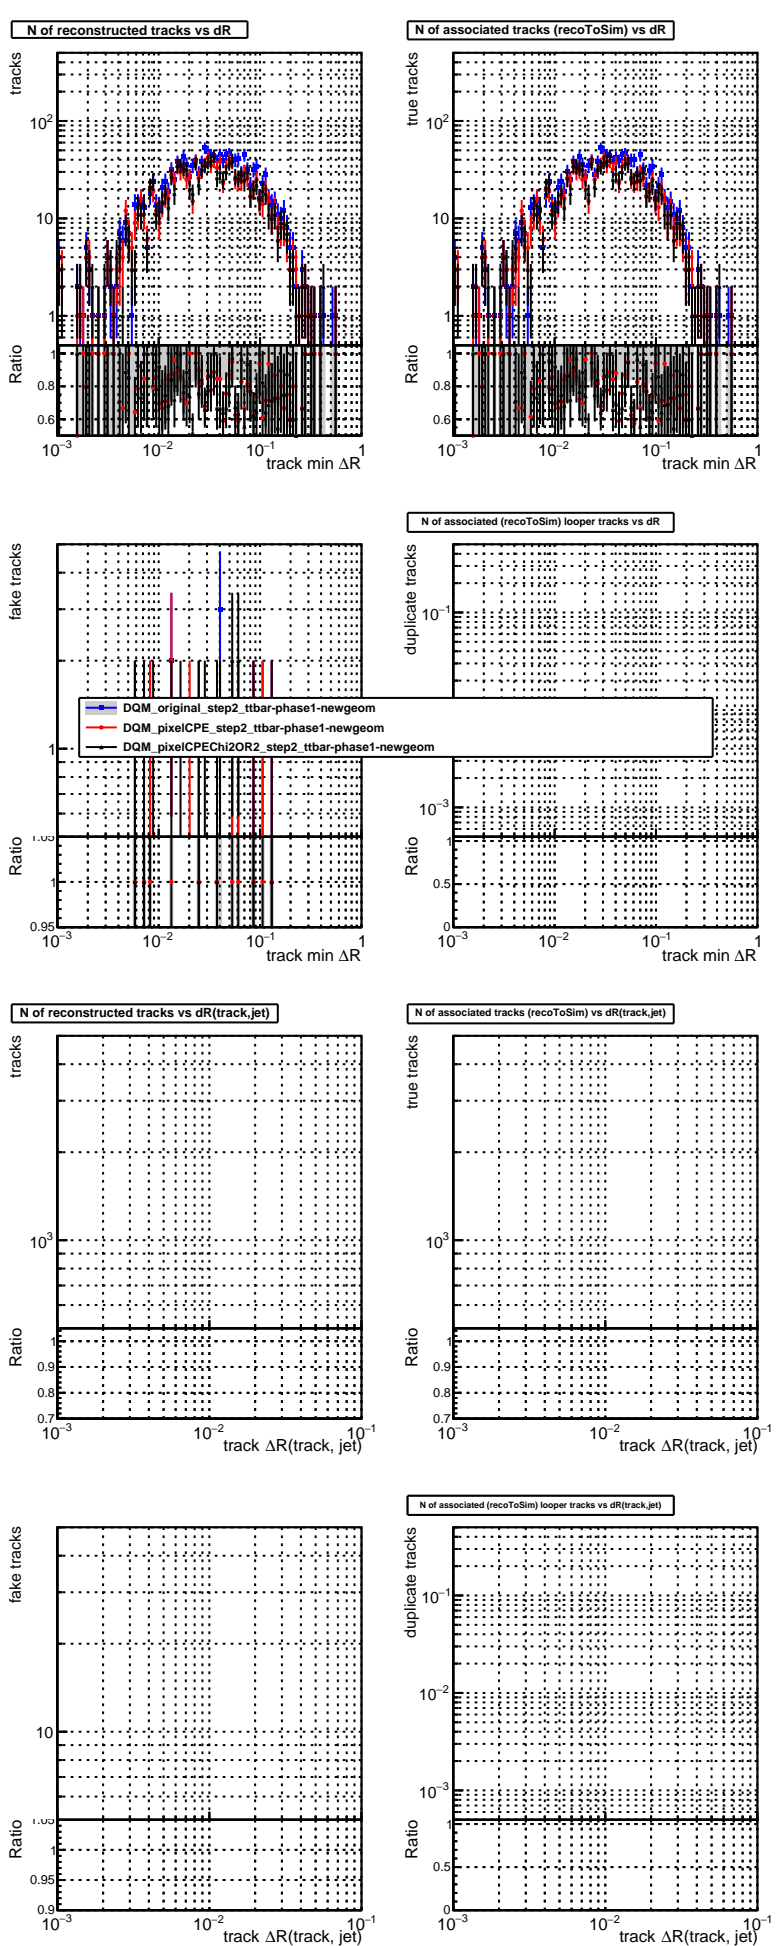 N of reconstructed tracks vs dR
N of associated tracks (recoToSim) vs dR
tracks
10²
10
1
Ratio
1
0.8
0.6
10⁻³ 10⁻² 10⁻¹ 1
track min ΔR
true tracks
10²
10
1
Ratio
1
0.8
0.6
10⁻³ 10⁻² 10⁻¹ 1
track min ΔR
N of associated (recoToSim) looper tracks vs dR
fake tracks
1
Ratio
1.05
1
0.95
10⁻³ 10⁻² 10⁻¹ 1
track min ΔR
duplicate tracks
10⁻¹
10⁻³
Ratio
1
0.5
0
10⁻³ 10⁻² 10⁻¹ 1
track min ΔR
DQM_original_step2_ttbar-phase1-newgeom
DQM_pixelCPE_step2_ttbar-phase1-newgeom
DQM_pixelCPEChi2OR2_step2_ttbar-phase1-newgeom
N of reconstructed tracks vs dR(track,jet)
N of associated tracks (recoToSim) vs dR(track,jet)
tracks
10³
Ratio
1
0.9
0.8
0.7
10⁻³ 10⁻² 10⁻¹
track ΔR(track, jet)
true tracks
10³
Ratio
1
0.9
0.8
0.7
10⁻³ 10⁻² 10⁻¹
track ΔR(track, jet)
N of associated (recoToSim) looper tracks vs dR(track,jet)
fake tracks
10
Ratio
1.05
1
0.95
0.9
10⁻³ 10⁻² 10⁻¹
track ΔR(track, jet)
duplicate tracks
10⁻¹
10⁻²
10⁻³
Ratio
1
0.5
0
10⁻³ 10⁻² 10⁻¹
track ΔR(track, jet)